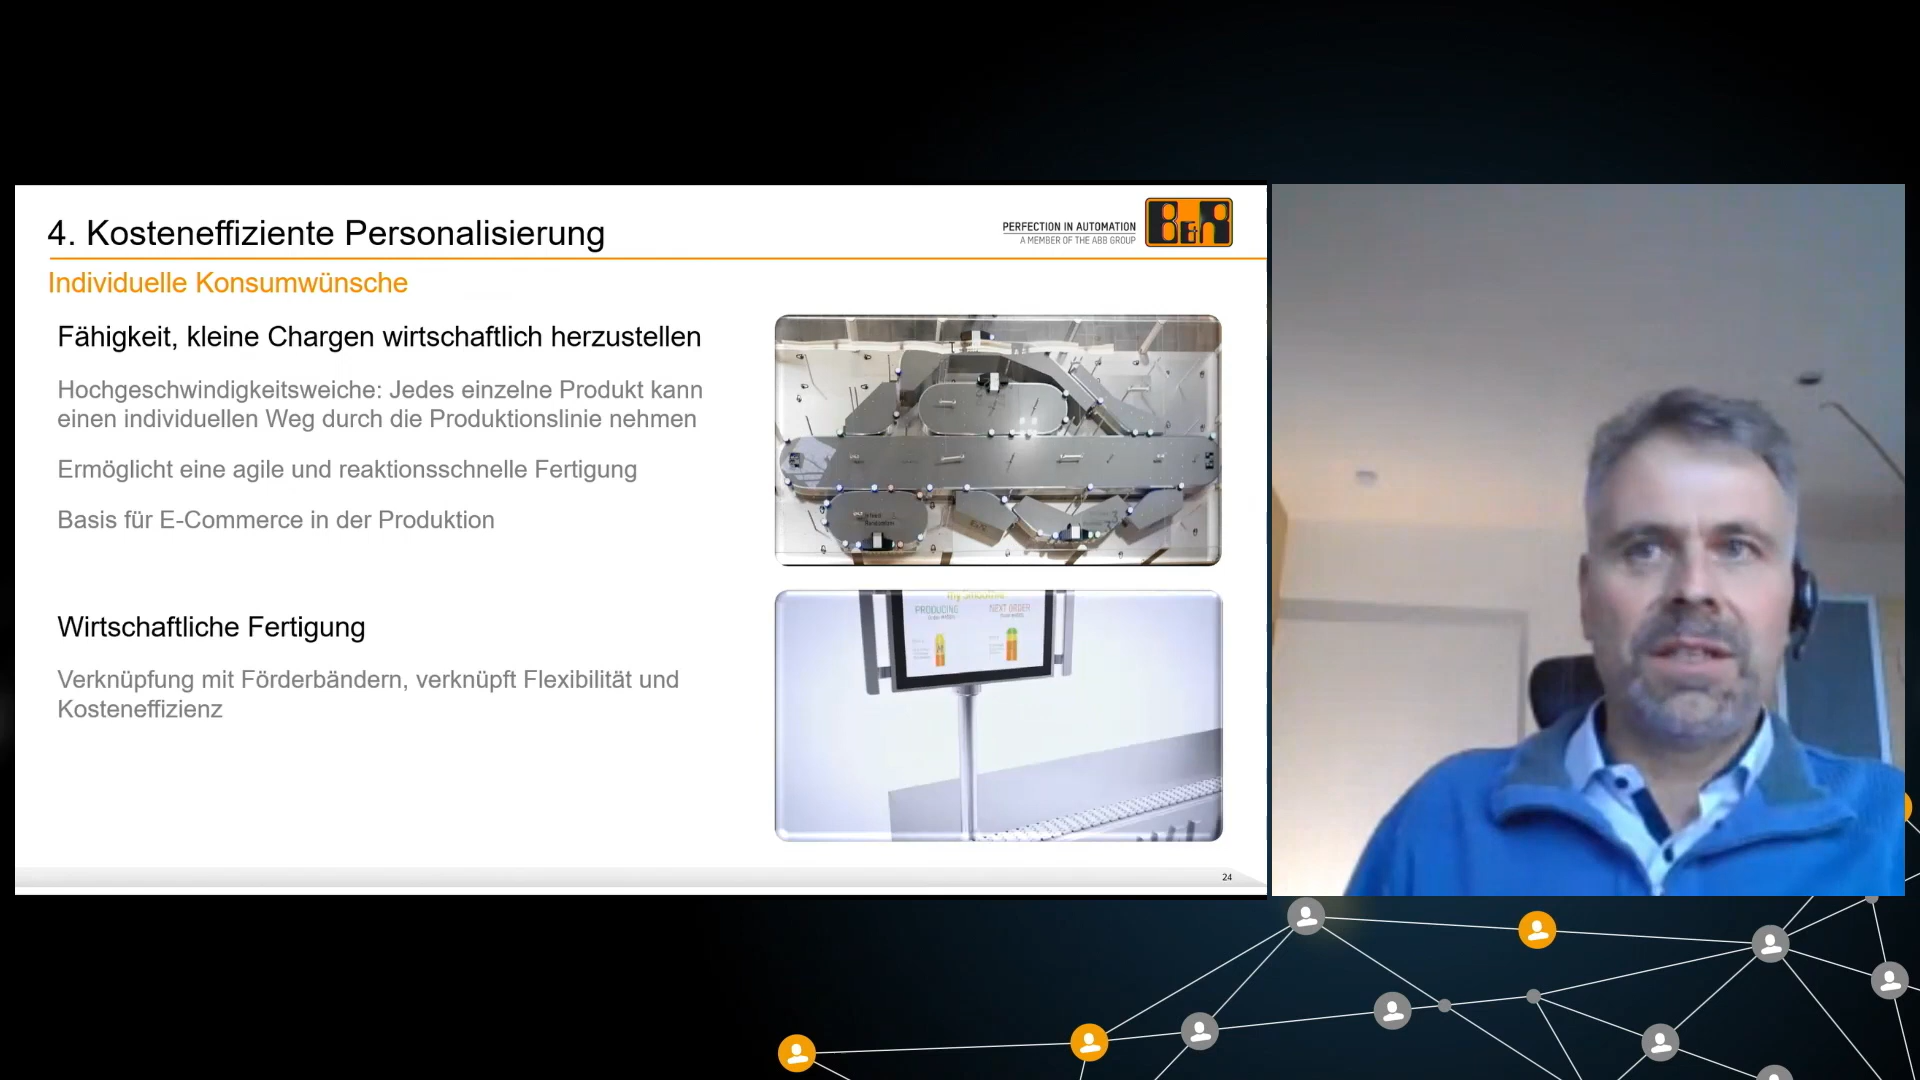 4. Kosteneffiziente Personalisierung
PERFECTION IN AUTOMATION
A MEMBER OF THE ABB GROUP
B&R
Individuelle Konsumwünsche
Fähigkeit, kleine Chargen wirtschaftlich herzustellen
Hochgeschwindigkeitsweiche: Jedes einzelne Produkt kann
einen individuellen Weg durch die Produktionslinie nehmen
Ermöglicht eine agile und reaktionsschnelle Fertigung
Basis für E-Commerce in der Produktion
Wirtschaftliche Fertigung
Verknüpfung mit Förderbändern, verknüpft Flexibilität und
Kosteneffizienz
my Smoothie
PRODUCING
NEXT ORDER
24